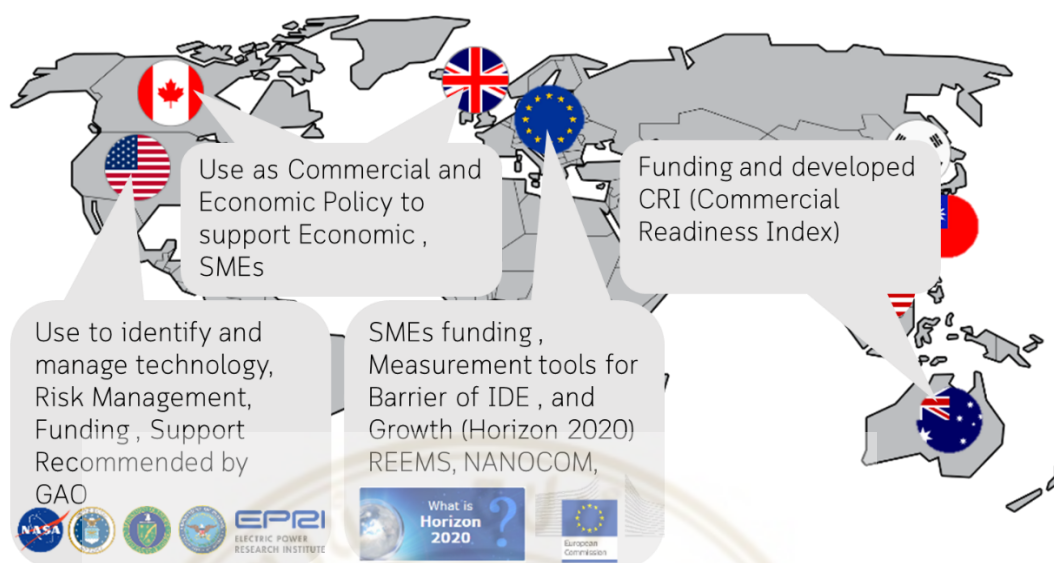 Use as Commercial and
Economic Policy to
support Economic ,
SMEs
Funding and developed
CRI (Commercial
Readiness Index)
Use to identify and
manage technology,
Risk Management,
Funding , Support
Recommended by
GAO
NASA
EPRI
ELECTRIC POWER
RESEARCH INSTITUTE
SMEs funding ,
Measurement tools for
Barrier of IDE , and
Growth (Horizon 2020)
REEMS, NANOCOM,
What is
Horizon
2020
?
European
Commission